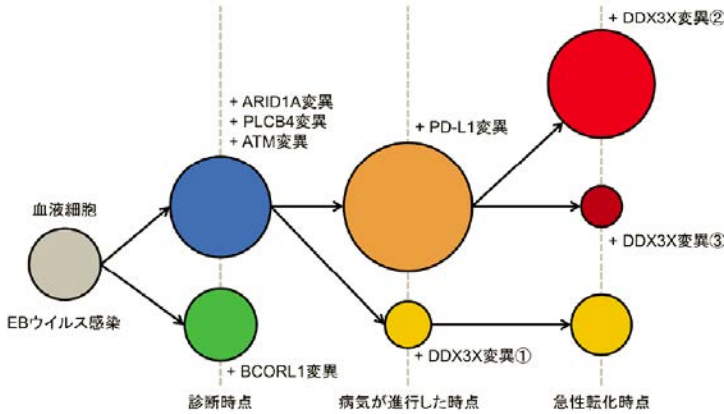 + DDX3X変異②
+ ARID1A変異
+ PLCB4変異
+ ATM変異
+ PD-L1変異
血液細胞
EBウイルス感染
+ DDX3X変異③
+ DDX3X変異①
+ BCORL1変異
診断時点
病気が進行した時点
急性転化時点